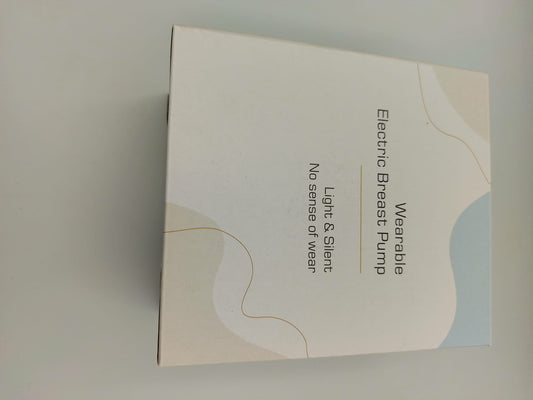 Wearable
Electric Breast Pump
Light & Silent
No sense of wear